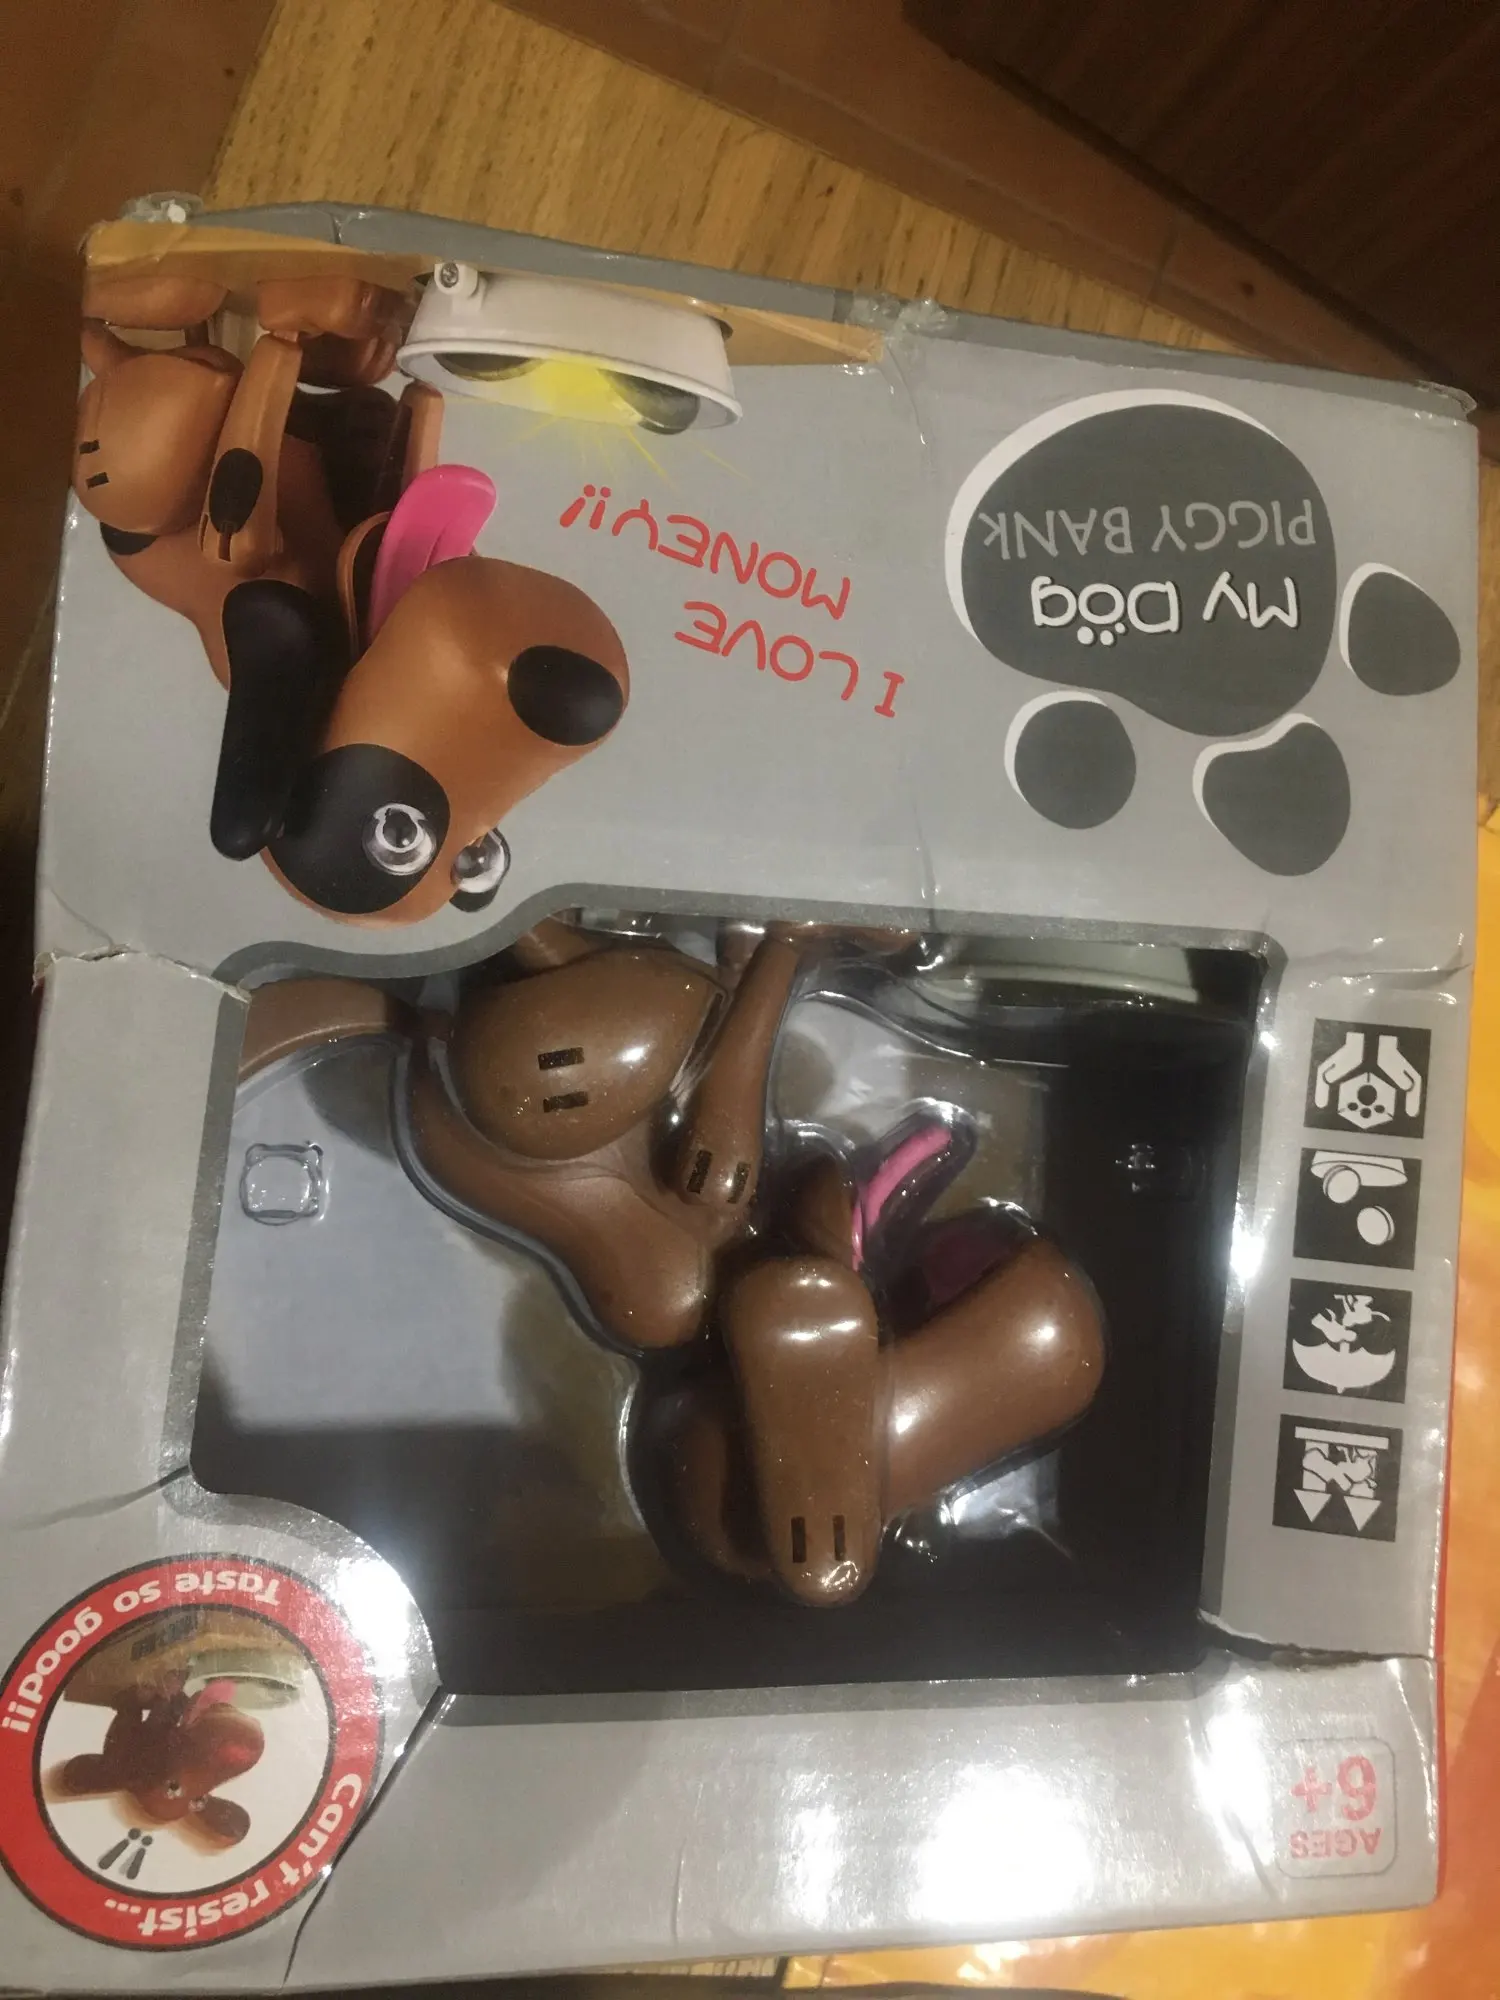 AGES
6+
Can't resist...
Taste so good!!
I LOVE
MONEY!!
My Dög
PIGGY BANK